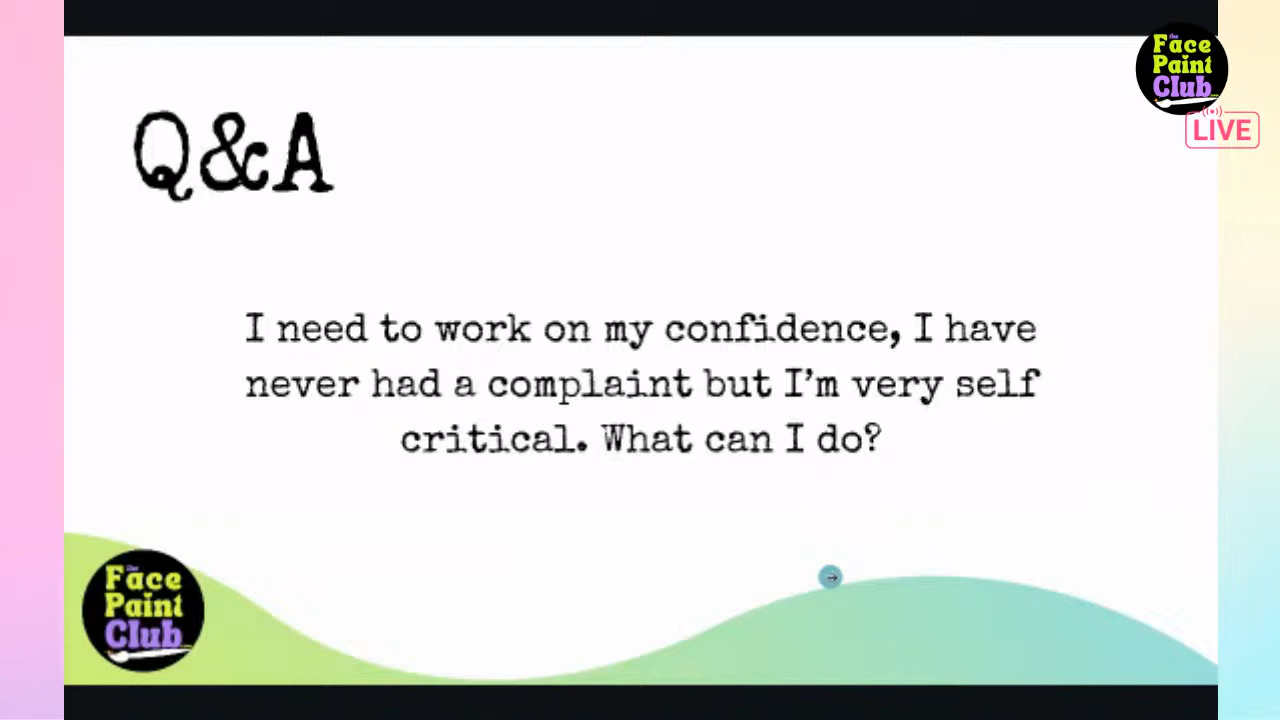 The
Face
Paint
Club
LIVE
Q&A
I need to work on my confidence, I have
never had a complaint but I'm very self
critical. What can I do?
The
Face
Paint
Club